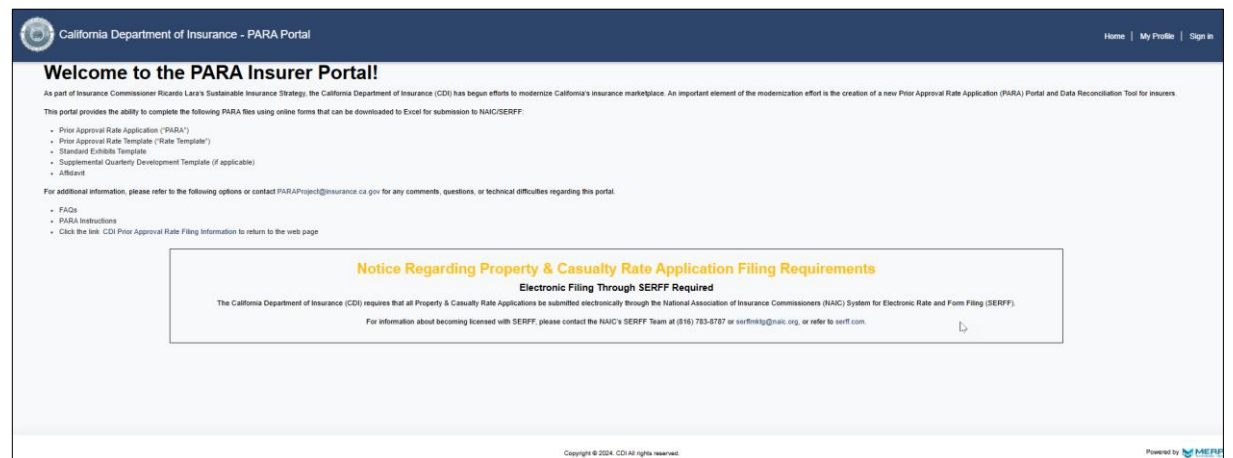 California Department of Insurance - PARA Portal
Home | My Profile | Sign in
Welcome to the PARA Insurer Portal!
As part of Insurance Commissioner Ricardo Lara's Sustainable Insurance Strategy, the California Department of Insurance (CDI) has begun efforts to modernize California's insurance marketplace. An important element of the modernization effort is the creation of a new Prior Approval Rate Application (PARA) Portal and Data Reconciliation Tool for insurers.
This portal provides the ability to complete the following PARA files using online forms that can be downloaded to Excel for submission to NAIC/SERFF:
• Prior Approval Rate Application ("PARA")
• Prior Approval Rate Template ("Rate Template")
• Standard Exhibits Template
• Supplemental Quarterly Development Template (if applicable)
• Affidavit
For additional information, please refer to the following options or contact PARAProject@insurance.ca.gov for any comments, questions, or technical difficulties regarding this portal.
• FAQs
• PARA Instructions
• Click the link CDI Prior Approval Rate Filing Information to return to the web page
Notice Regarding Property & Casualty Rate Application Filing Requirements
Electronic Filing Through SERFF Required
The California Department of Insurance (CDI) requires that all Property & Casualty Rate Applications be submitted electronically through the National Association of Insurance Commissioners (NAIC) System for Electronic Rate and Form Filing (SERFF).
For information about becoming licensed with SERFF, please contact the NAIC's SERFF Team at (816) 783-8787 or serffmktg@naic.org, or refer to serff.com.
Copyright © 2024. CDI All rights reserved.
Powered by